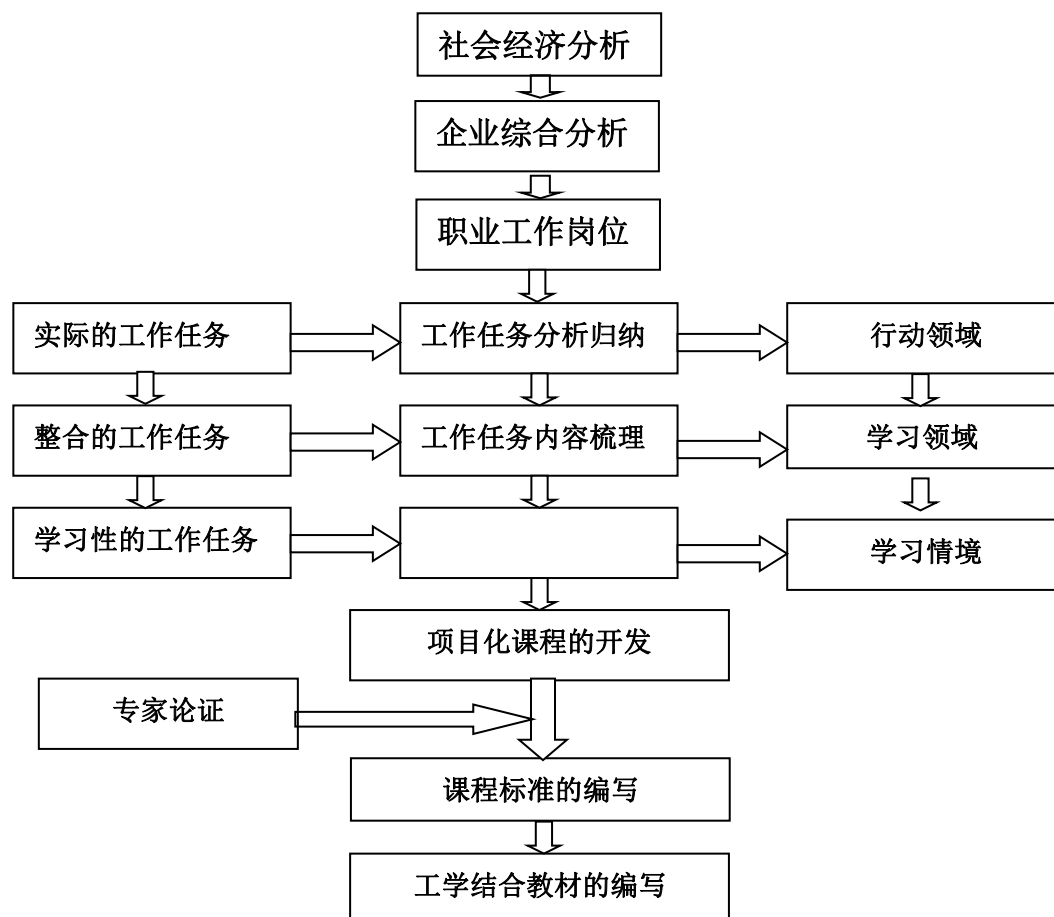 社会经济分析
企业综合分析
职业工作岗位
实际的工作任务
工作任务分析归纳
行动领域
整合的工作任务
工作任务内容梳理
学习领域
学习性的工作任务
学习情境
项目化课程的开发
专家论证
课程标准的编写
工学结合教材的编写